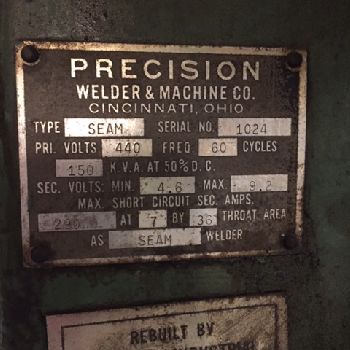 PRECISION
WELDER & MACHINE CO.
CINCINNATI, OHIO
TYPE SEAM SERIAL NO. 1024
PRI. VOLTS 440 FREQ. 60 CYCLES
150 K.V.A. AT 50% D.C.
SEC. VOLTS: MIN. 4.6 MAX. 9.2
MAX. SHORT CIRCUIT SEC. AMPS.
AT 7 BY 36 THROAT AREA
AS SEAM WELDER
REBUILT BY